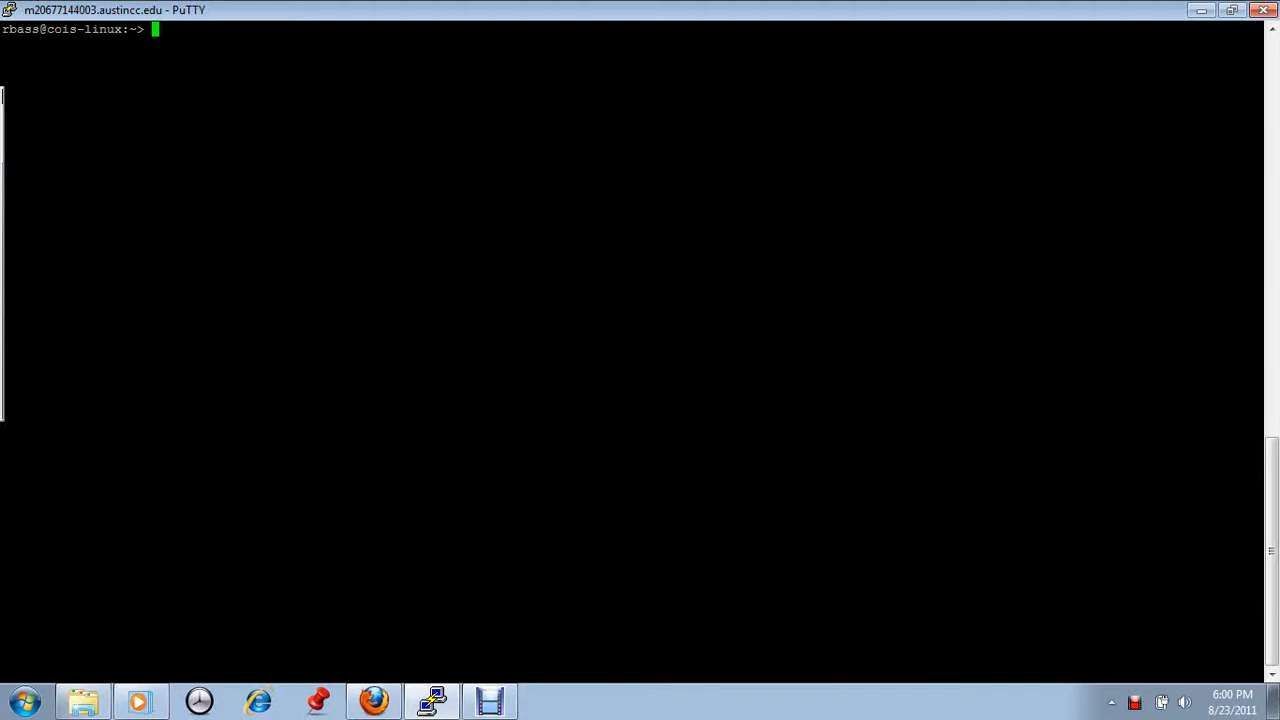 m20677144003.austincc.edu - PuTTY
rbass@cois-linux:~>
6:00 PM
8/23/2011